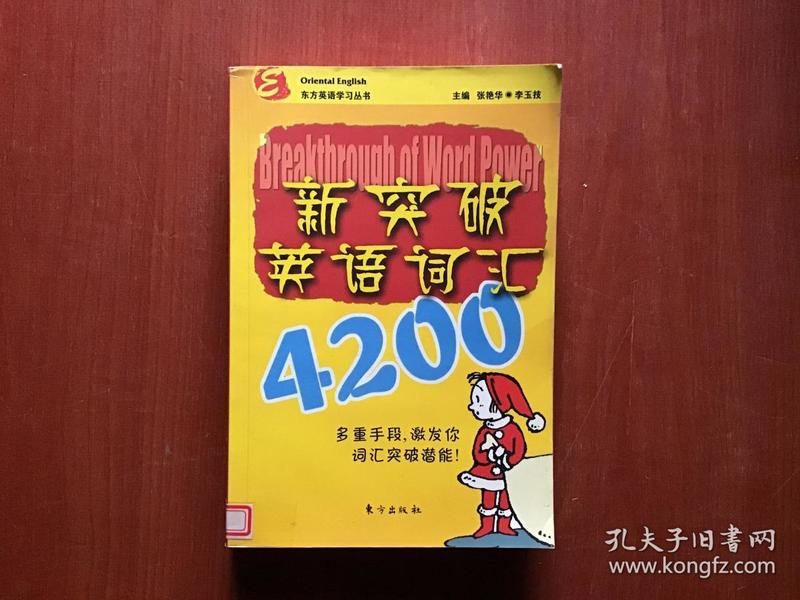 Oriental English
东方英语学习丛书
主编 张艳华 李玉技
Breakthrough of Word Power
新突破
英语词汇
4200
多重手段,激发你
词汇突破潜能!
东方出版社
孔夫子旧书网
www.kongfz.com